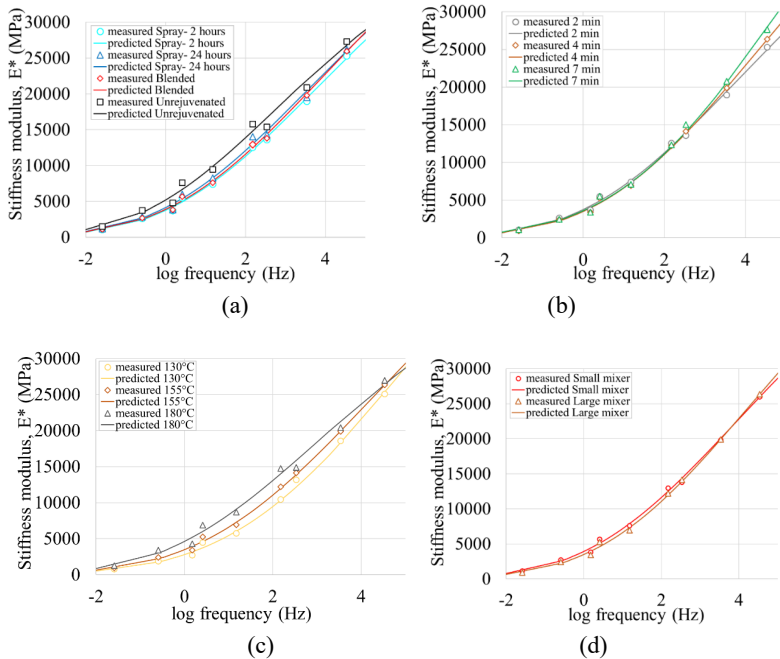 Stiffness modulus, E* (MPa)
30000
25000
20000
15000
10000
5000
0
measured Spray- 2 hours
predicted Spray- 2 hours
measured Spray- 24 hours
predicted Spray- 24 hours
measured Blended
predicted Blended
measured Unrejuvenated
predicted Unrejuvenated
-2 0 2 4
log frequency (Hz)
(a)
Stiffness modulus, E* (MPa)
30000
25000
20000
15000
10000
5000
0
measured 2 min
predicted 2 min
measured 4 min
predicted 4 min
measured 7 min
predicted 7 min
-2 0 2 4
log frequency (Hz)
(b)
Stiffness modulus, E* (MPa)
30000
25000
20000
15000
10000
5000
0
measured 130°C
predicted 130°C
measured 155°C
predicted 155°C
measured 180°C
predicted 180°C
-2 0 2 4
log frequency (Hz)
(c)
Stiffness modulus, E* (MPa)
30000
25000
20000
15000
10000
5000
0
measured Small mixer
predicted Small mixer
measured Large mixer
predicted Large mixer
-2 0 2 4
log frequency (Hz)
(d)